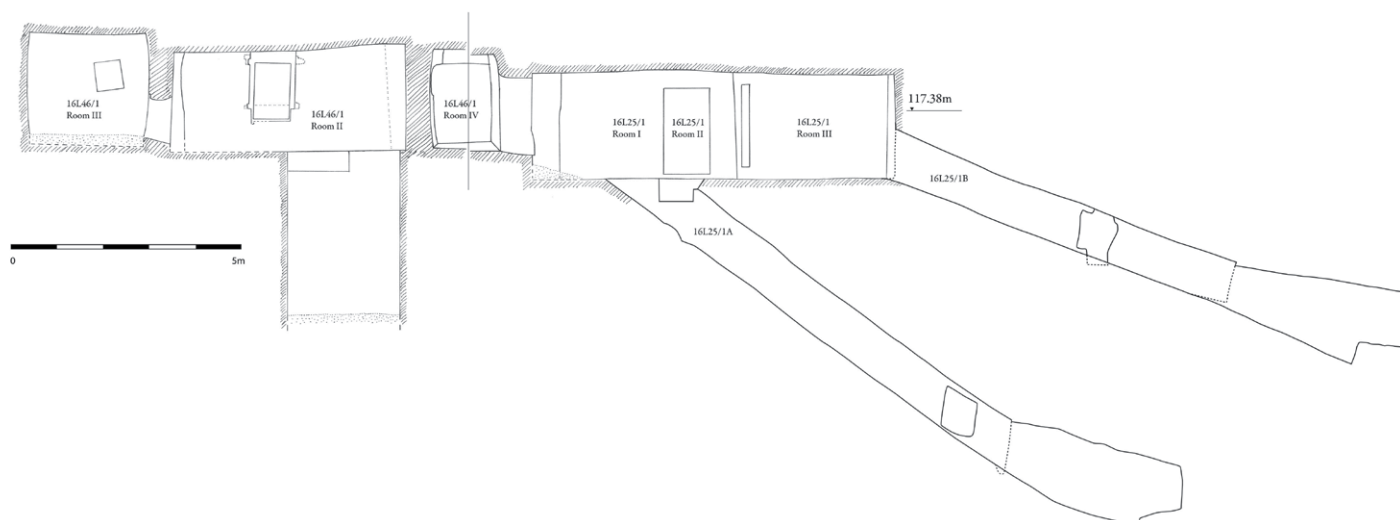 16L46/1
Room III
16L46/1
Room II
16L46/1
Room IV
16L25/1
Room I
16L25/1
Room II
16L25/1
Room III
117.38m
16L25/1B
16L25/1A
0
5m